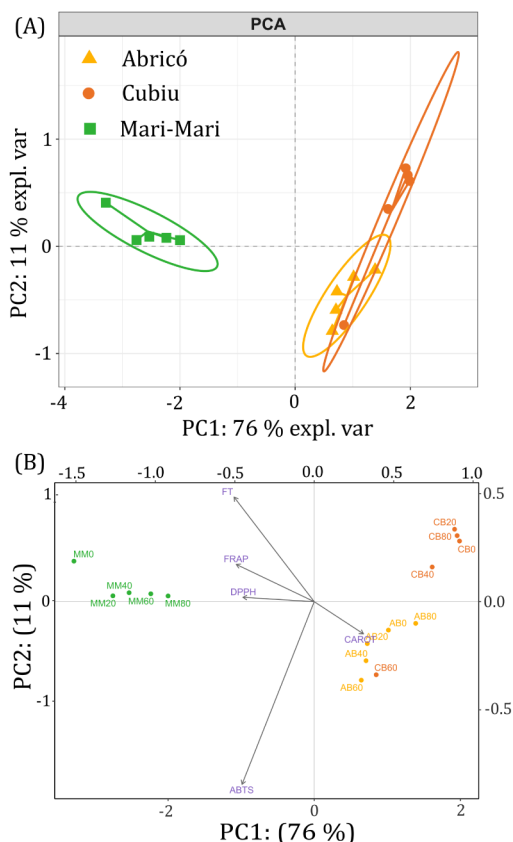 (A)
PCA
Abricó
Cubiu
Mari-Mari
PC2: 11 % expl. var
1
0
-1
-4
-2
0
2
PC1: 76 % expl. var
(B)
-1.5
-1.0
-0.5
0.0
0.5
1.0
PC2: (11 %)
1
0
-1
0.5
0.0
-0.5
FT
FRAP
DPPH
ABTS
CAROT
MM0
MM40
MM20
MM60
MM80
CB20
CB80
CB0
CB40
CB60
AB0
AB80
AB20
AB40
AB60
-2
0
2
PC1: (76 %)